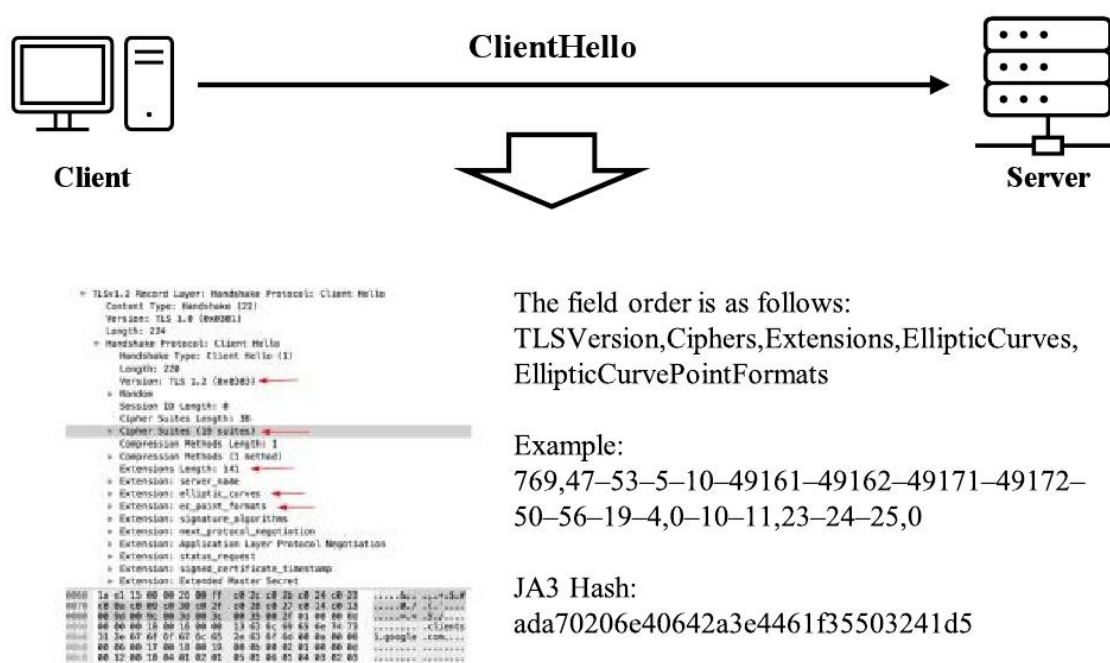 ClientHello
Client
Server
TLSv1.2 Record Layer: Handshake Protocol: Client Hello
Content Type: Handshake (22)
Version: TLS 1.0 (0x0301)
Length: 234
Handshake Protocol: Client Hello
Handshake Type: Client Hello (1)
Length: 220
Version: TLS 1.2 (0x0303)
Random
Session ID Length: 0
Cipher Suites Length: 38
Cipher Suites (19 suites)
Compression Methods Length: 1
Compression Methods (1 method)
Extensions Length: 141
Extension: server_name
Extension: elliptic_curves
Extension: ec_point_formats
Extension: signature_algorithms
Extension: next_protocol_negotiation
Extension: Application Layer Protocol Negotiation
Extension: status_request
Extension: signed_certificate_timestamp
Extension: Extended Master Secret
The field order is as follows:
TLSVersion,Ciphers,Extensions,EllipticCurves,
EllipticCurvePointFormats
Example:
769,47–53–5–10–49161–49162–49171–49172–
50–56–19–4,0–10–11,23–24–25,0
JA3 Hash:
ada70206e40642a3e4461f35503241d5